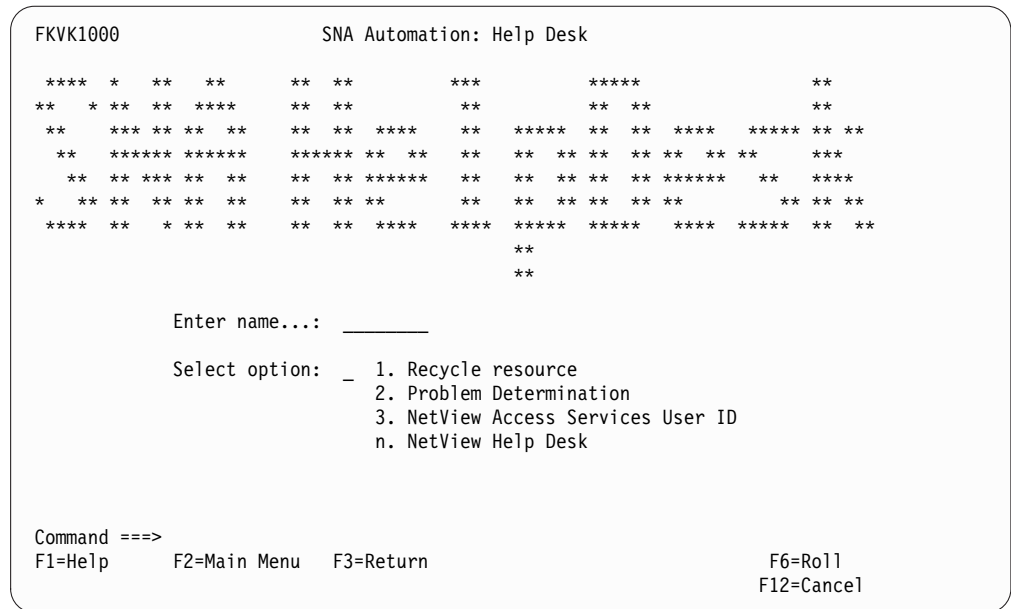 FKVK1000 SNA Automation: Help Desk
**** * ** ** ** ** *** ***** **
** * ** ** **** ** ** ** ** ** **
** *** ** ** ** ** ** **** ** ***** ** ** **** ***** ** **
** ****** ****** ****** ** ** ** ** ** ** ** ** ** ** ***
** ** *** ** ** ** ** ****** ** ** ** ** ** ****** ** ****
* ** ** ** ** ** ** ** ** ** ** ** ** ** ** ** ** **
**** ** * ** ** ** ** **** **** ***** ***** **** ***** ** **
**
**
Enter name...: ________
Select option: _ 1. Recycle resource
2. Problem Determination
3. NetView Access Services User ID
n. NetView Help Desk
Command ===>
F1=Help F2=Main Menu F3=Return F6=Roll
F12=Cancel